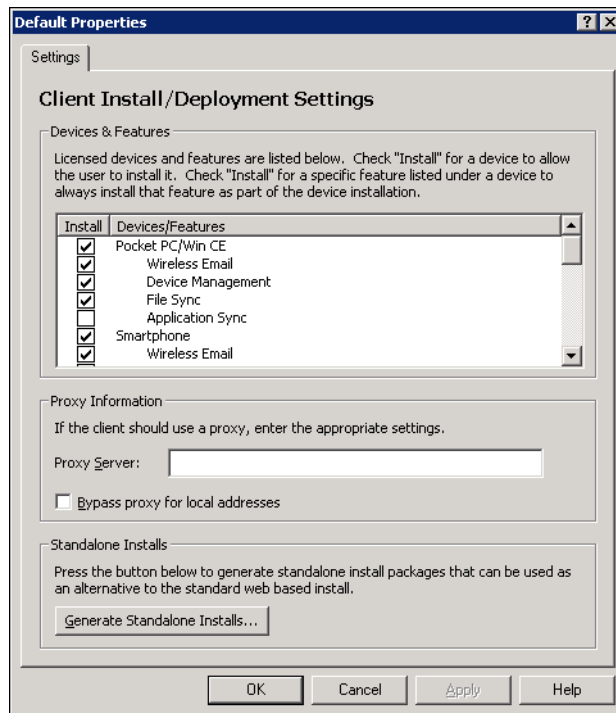 Default Properties
Settings
Client Install/Deployment Settings
Devices & Features
Licensed devices and features are listed below.  Check "Install" for a device to allow
the user to install it.  Check "Install" for a specific feature listed under a device to
always install that feature as part of the device installation.
Install Devices/Features
Pocket PC/Win CE
Wireless Email
Device Management
File Sync
Application Sync
Smartphone
Wireless Email
Proxy Information
If the client should use a proxy, enter the appropriate settings.
Proxy Server:
Bypass proxy for local addresses
Standalone Installs
Press the button below to generate standalone install packages that can be used as
an alternative to the standard web based install.
Generate Standalone Installs...
OK Cancel Apply Help